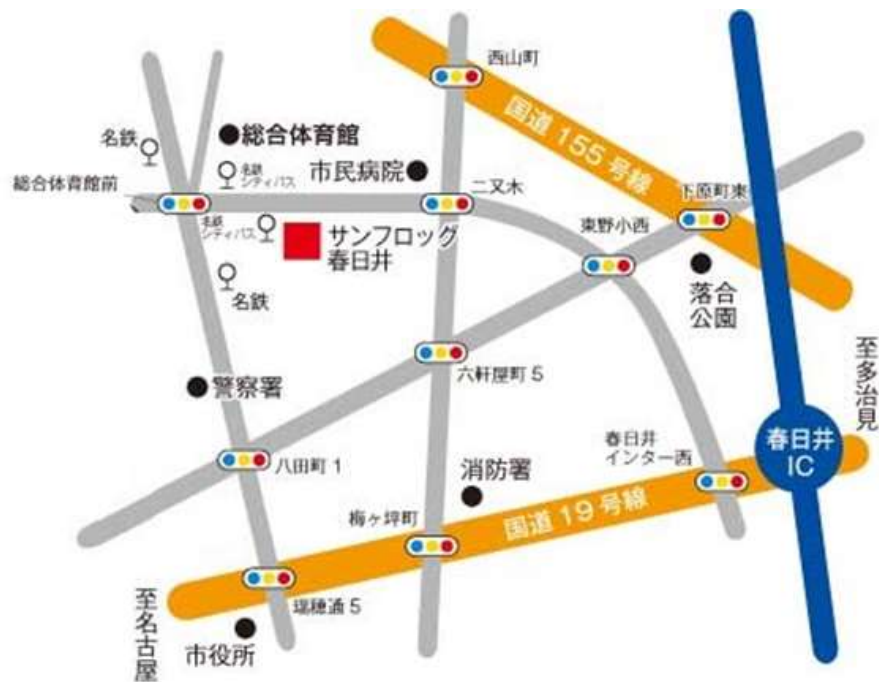 西山町
国道155号線
名鉄
総合体育館
名鉄
シティバス
市民病院
二又木
下原町東
総合体育館前
東野小西
名鉄
シティバス
サンフロッグ
春日井
落合
公園
名鉄
六軒屋町5
至多治見
警察署
春日井
インター西
春日井
IC
八田町1
消防署
梅ヶ坪町
国道19号線
瑞穂通5
至名古屋
市役所